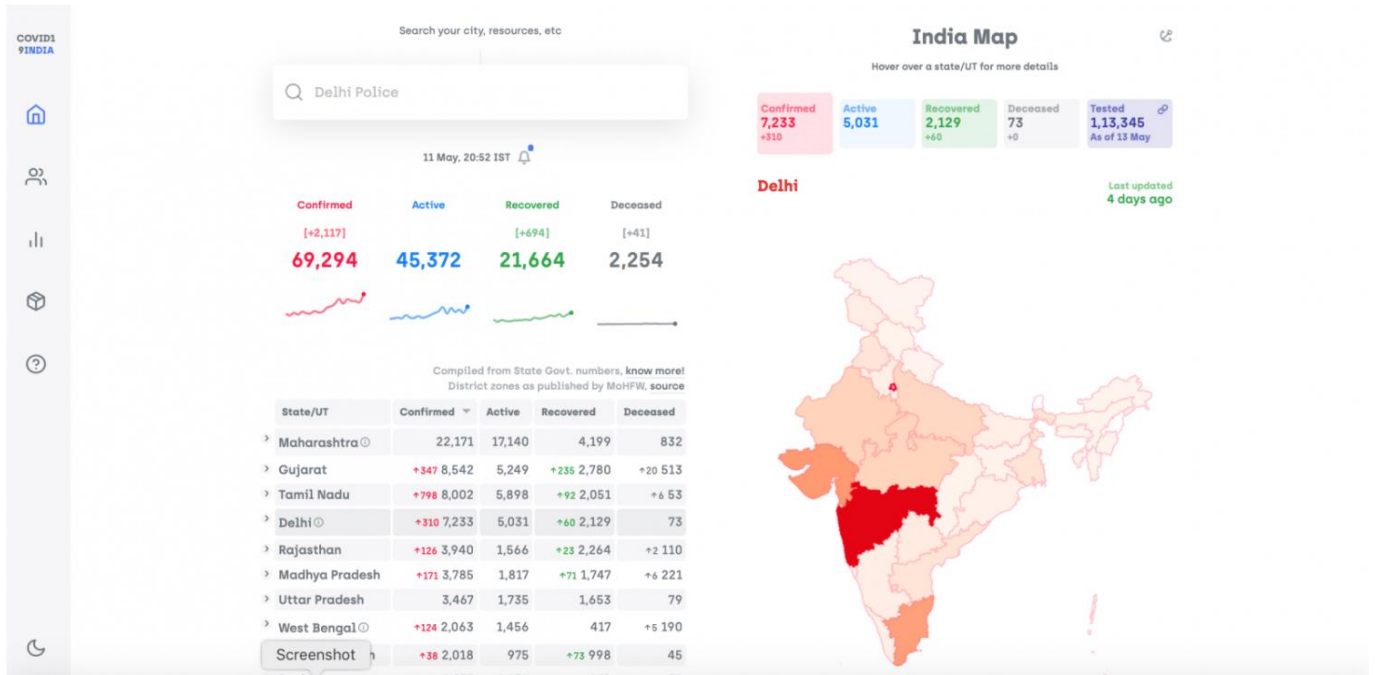 COVID1
9INDIA
Search your city, resources, etc
Delhi Police
11 May, 20:52 IST
Confirmed Active Recovered Deceased
[+2,117] [+694] [+41]
69,294 45,372 21,664 2,254
Compiled from State Govt. numbers, know more!
District zones as published by MoHFW, source
State/UT Confirmed Active Recovered Deceased
Maharashtra 22,171 17,140 4,199 832
Gujarat ↑347 8,542 5,249 ↑235 2,780 ↑20 513
Tamil Nadu ↑798 8,002 5,898 ↑92 2,051 ↑6 53
Delhi ↑310 7,233 5,031 ↑60 2,129 73
Rajasthan ↑126 3,940 1,566 ↑23 2,264 ↑2 110
Madhya Pradesh ↑171 3,785 1,817 ↑71 1,747 ↑6 221
Uttar Pradesh 3,467 1,735 1,653 79
West Bengal ↑124 2,063 1,456 417 ↑5 190
Screenshot h ↑38 2,018 975 ↑73 998 45
India Map
Hover over a state/UT for more details
Confirmed Active Recovered Deceased Tested
7,233 5,031 2,129 73 1,13,345
+310 +60 +0 As of 13 May
Delhi
Last updated
4 days ago